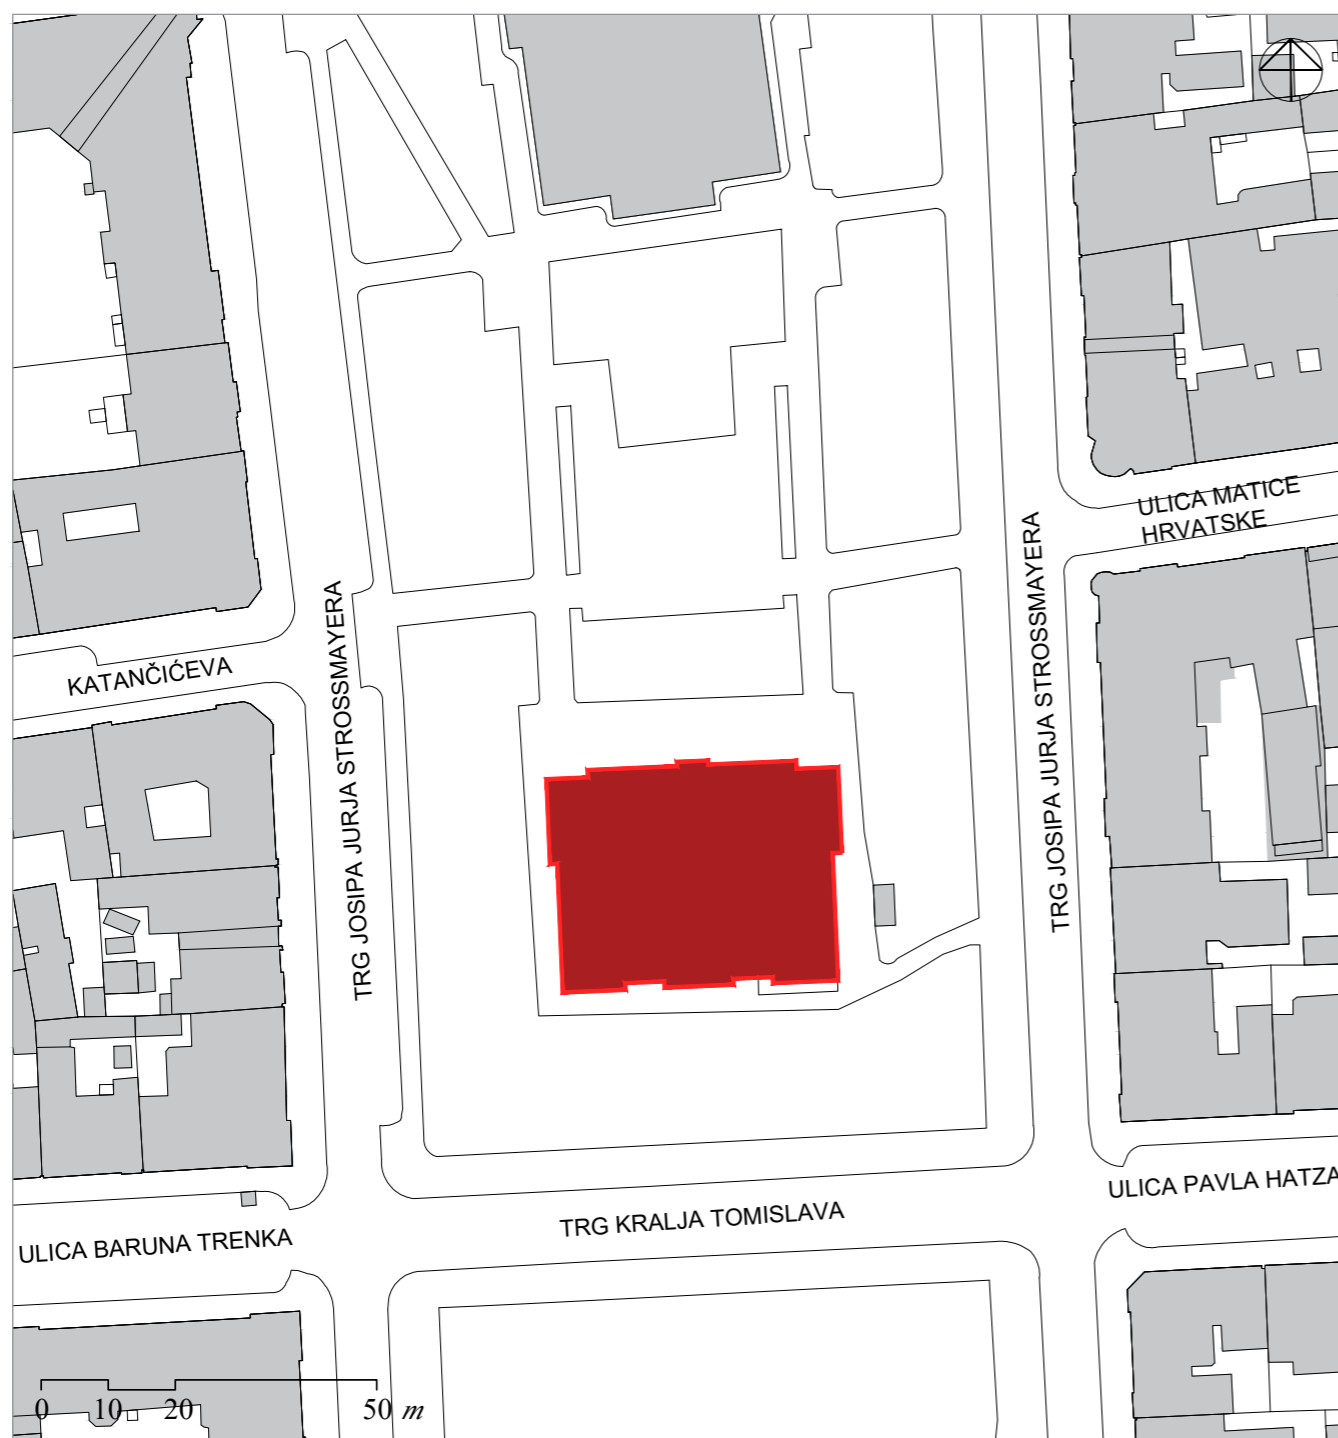 ULICA MATICE
HRVATSKE
TRG JOSIPA JURJA STROSSMAYERA
TRG JOSIPA JURJA STROSSMAYERA
KATANČIĆEVA
ULICA PAVLA HATZA
TRG KRALJA TOMISLAVA
ULICA BARUNA TRENKA
0 10 20 50 m